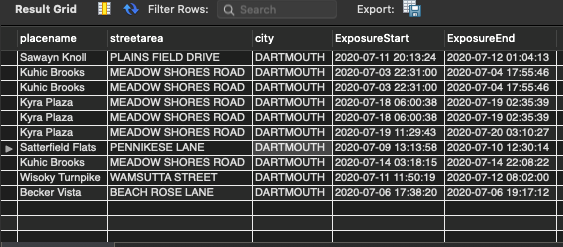 Result Grid Filter Rows: Search Export:
placename streetarea city ExposureStart ExposureEnd
Sawayn Knoll PLAINS FIELD DRIVE DARTMOUTH 2020-07-11 20:13:24 2020-07-12 01:04:13
Kuhic Brooks MEADOW SHORES ROAD DARTMOUTH 2020-07-03 22:31:00 2020-07-04 17:55:46
Kuhic Brooks MEADOW SHORES ROAD DARTMOUTH 2020-07-03 22:31:00 2020-07-04 17:55:46
Kyra Plaza MEADOW SHORES ROAD DARTMOUTH 2020-07-18 06:00:38 2020-07-19 02:35:39
Kyra Plaza MEADOW SHORES ROAD DARTMOUTH 2020-07-18 06:00:38 2020-07-19 02:35:39
Kyra Plaza MEADOW SHORES ROAD DARTMOUTH 2020-07-19 11:29:43 2020-07-20 03:10:27
Satterfield Flats PENNIKESE LANE DARTMOUTH 2020-07-09 13:13:58 2020-07-10 12:30:14
Kuhic Brooks MEADOW SHORES ROAD DARTMOUTH 2020-07-14 03:18:15 2020-07-14 22:08:22
Wisoky Turnpike WAMSUTTA STREET DARTMOUTH 2020-07-11 11:50:19 2020-07-12 08:02:00
Becker Vista BEACH ROSE LANE DARTMOUTH 2020-07-06 17:38:20 2020-07-06 19:17:12